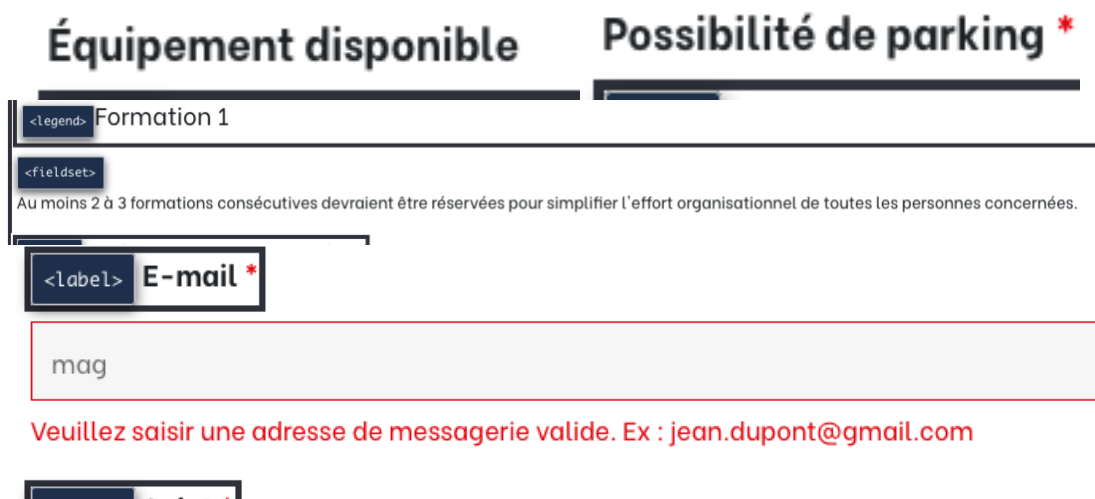 Équipement disponible
Possibilité de parking *
<legend> Formation 1
<fieldset>
Au moins 2 à 3 formations consécutives devraient être réservées pour simplifier l'effort organisationnel de toutes les personnes concernées.
<label> E-mail *
mag
Veuillez saisir une adresse de messagerie valide. Ex : jean.dupont@gmail.com